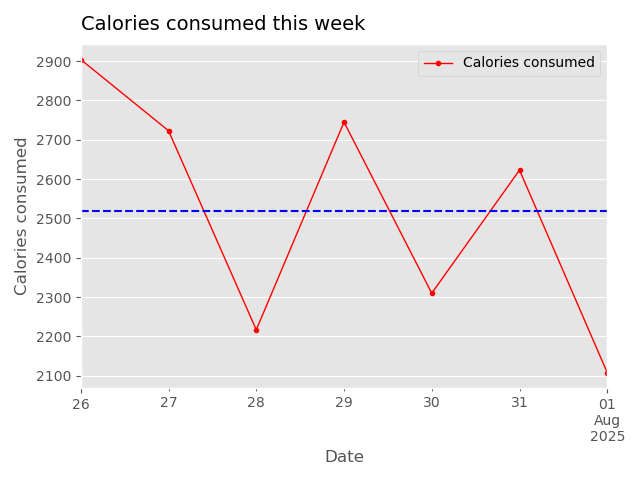 Calories consumed this week
Calories consumed
2900
2800
2700
2600
2500
2400
2300
2200
2100
Calories consumed
26 27 28 29 30 31 01
Aug
2025
Date